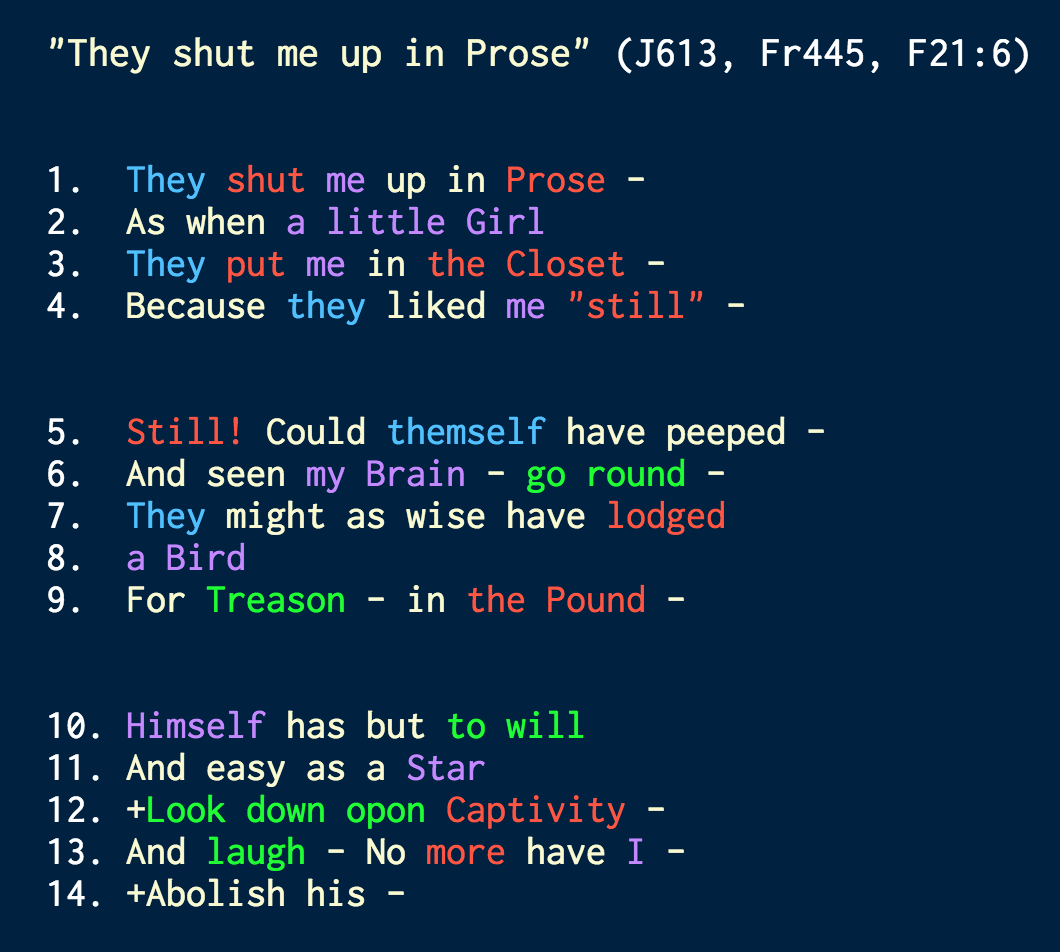 "They shut me up in Prose" (J613, Fr445, F21:6)
1. They shut me up in Prose –
2. As when a little Girl
3. They put me in the Closet –
4. Because they liked me "still" –
5. Still! Could themself have peeped –
6. And seen my Brain – go round –
7. They might as wise have lodged
8. a Bird
9. For Treason – in the Pound –
10. Himself has but to will
11. And easy as a Star
12. +Look down opon Captivity –
13. And laugh – No more have I –
14. +Abolish his –